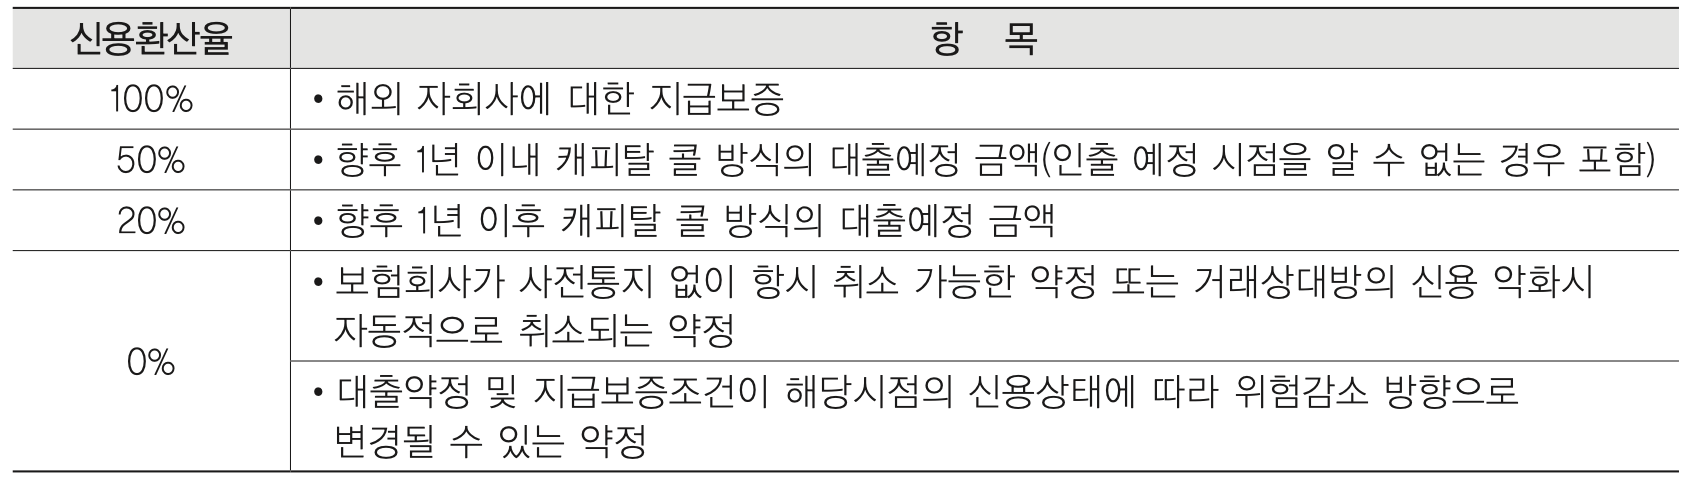 신용환산율 항 목
100% • 해외 자회사에 대한 지급보증
50% • 향후 1년 이내 캐피탈 콜 방식의 대출예정 금액(인출 예정 시점을 알 수 없는 경우 포함)
20% • 향후 1년 이후 캐피탈 콜 방식의 대출예정 금액
0% • 보험회사가 사전통지 없이 항시 취소 가능한 약정 또는 거래상대방의 신용 악화시
자동적으로 취소되는 약정
• 대출약정 및 지급보증조건이 해당시점의 신용상태에 따라 위험감소 방향으로
변경될 수 있는 약정